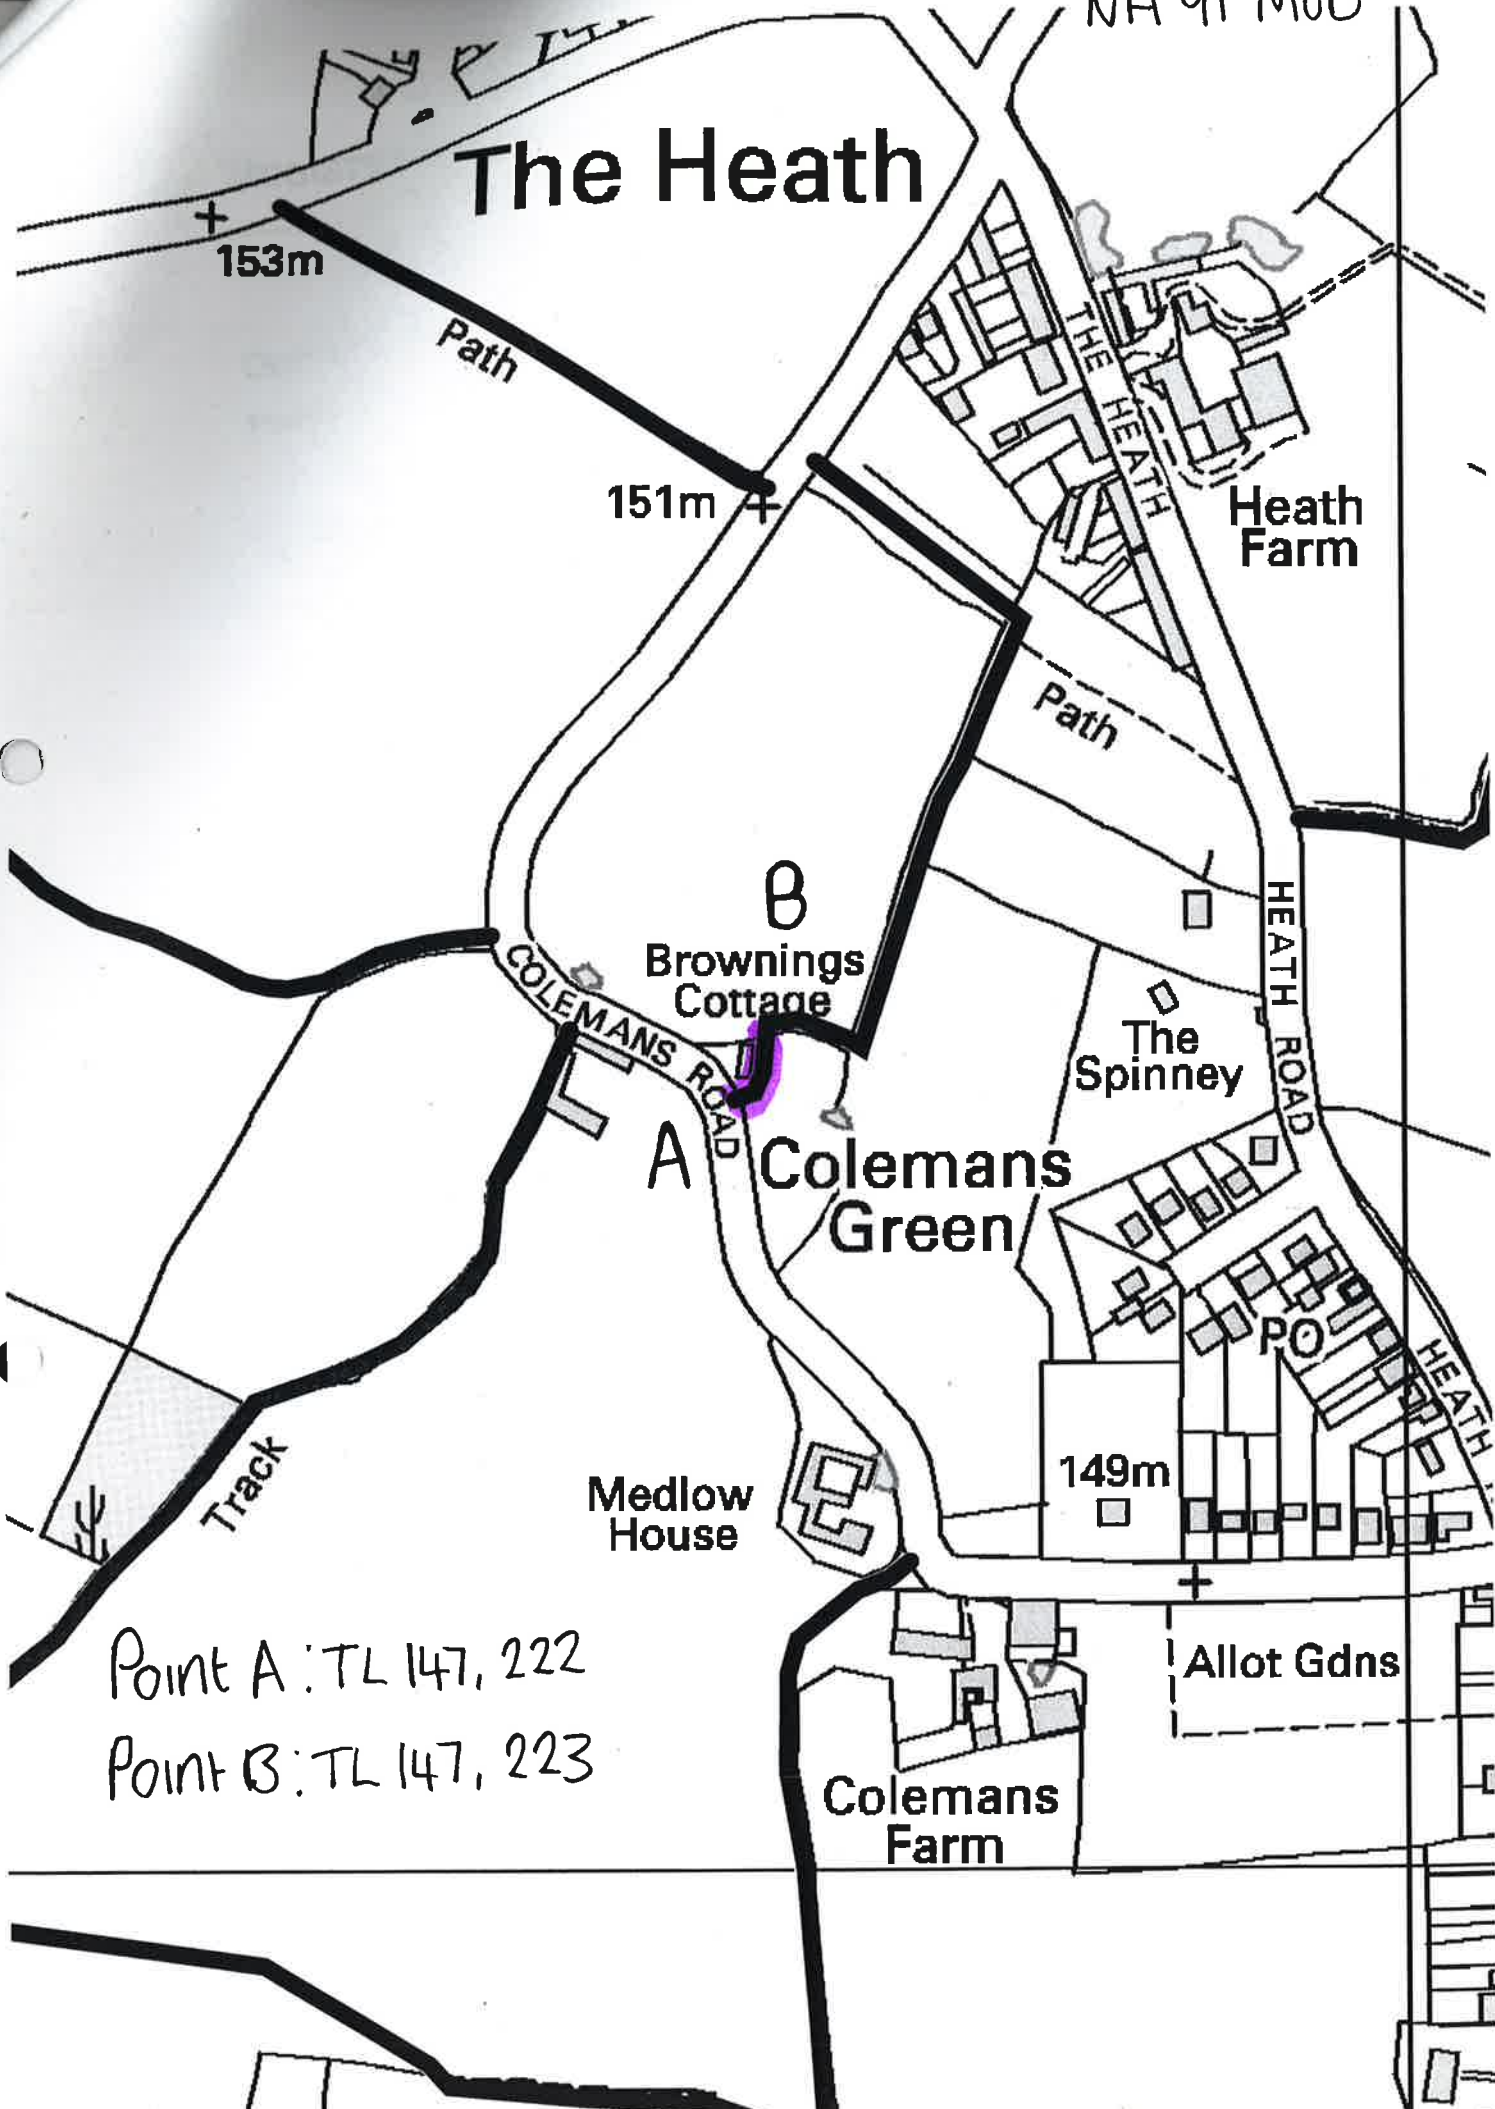 The Heath
153m
Path
151m
THE HEATH
Heath
Farm
Path
B
Brownings
Cottage
COLEMANS ROAD
HEATH ROAD
The
Spinney
A
Colemans
Green
PO
HEATH
149m
Medlow
House
Track
Point A : TL 147, 222
Point B : TL 147, 223
Allot Gdns
Colemans
Farm